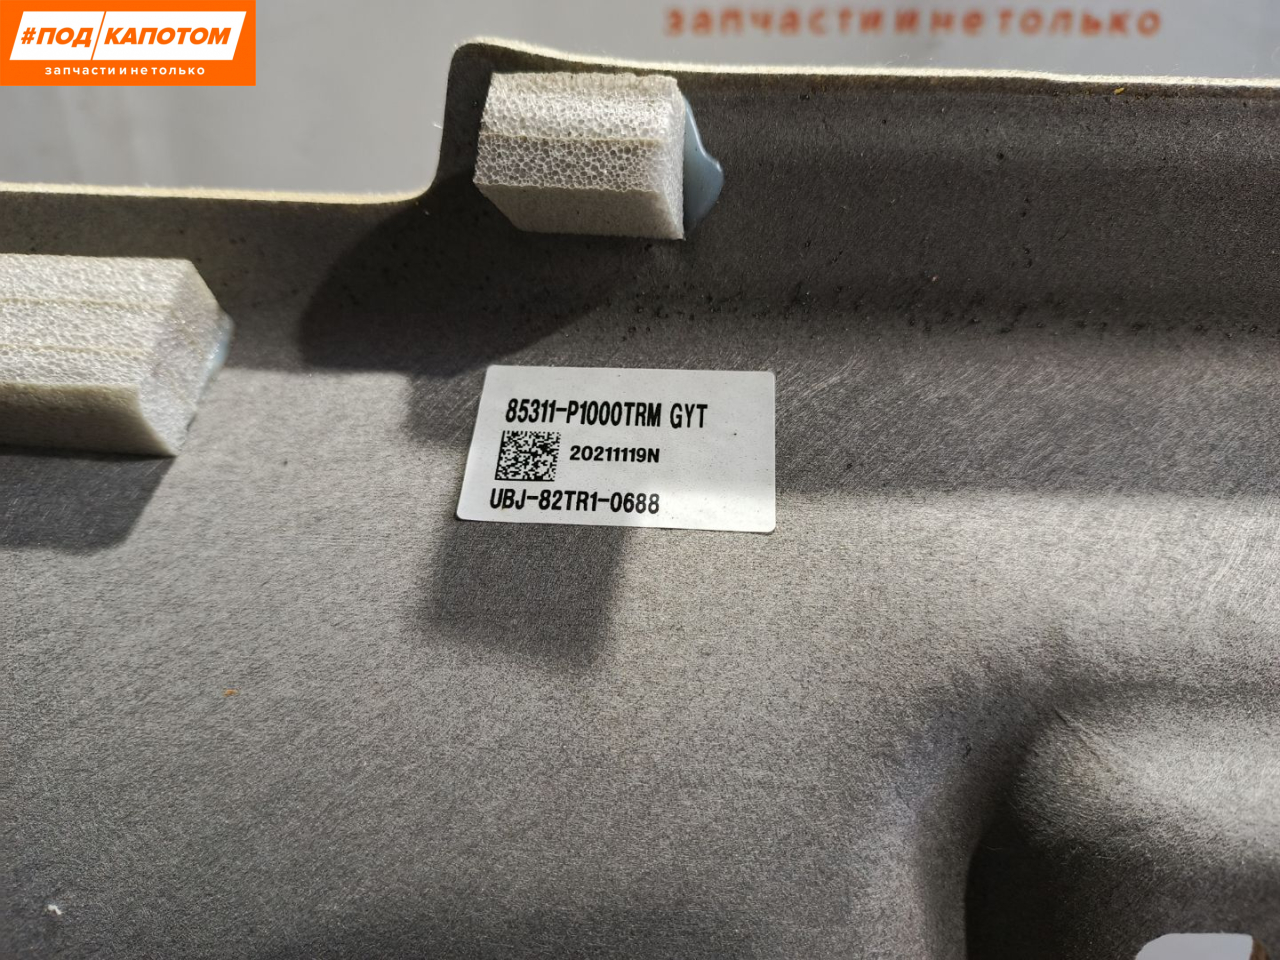 #ПОД/КАПОТОМ
запчасти и не только
запчасти и не только
85311-P1000TRM GYT
20211119N
UBJ-82TR1-0688